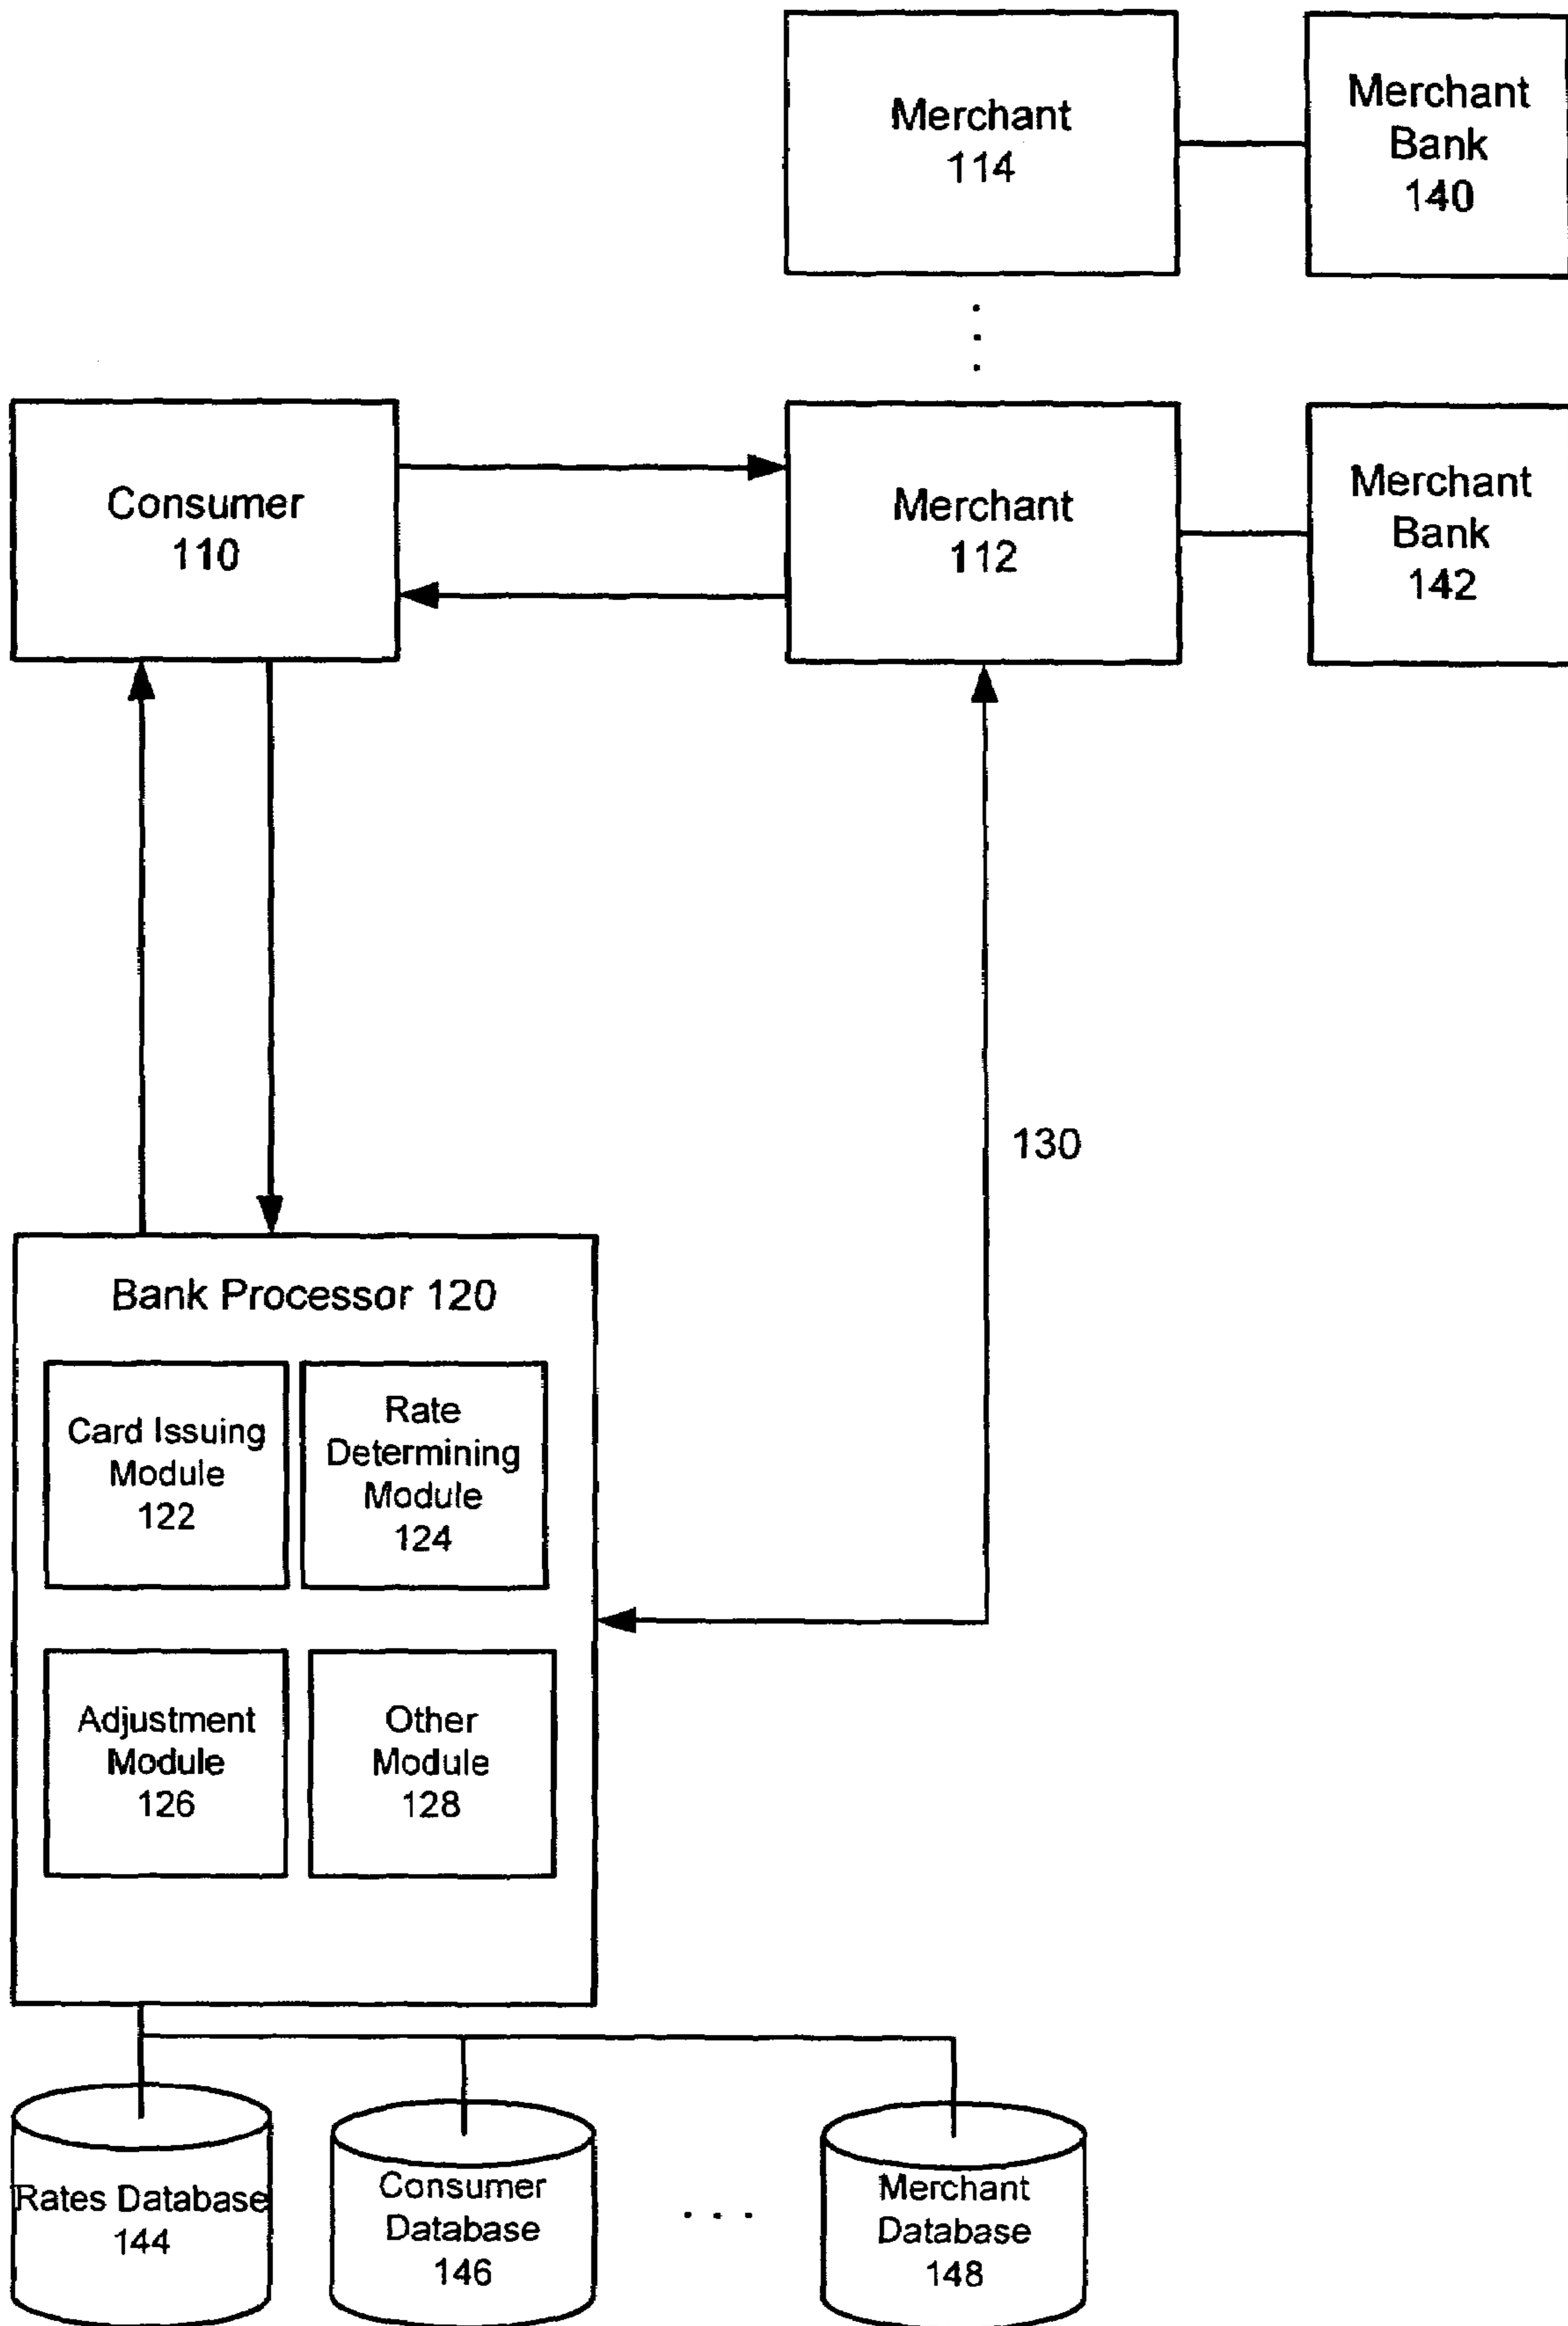 Merchant
114
Merchant
Bank
140
Consumer
110
Merchant
112
Merchant
Bank
142
130
Bank Processor 120
Card Issuing
Module
122
Rate
Determining
Module
124
Adjustment
Module
126
Other
Module
128
Rates Database
144
Consumer
Database
146
. . .
Merchant
Database
148